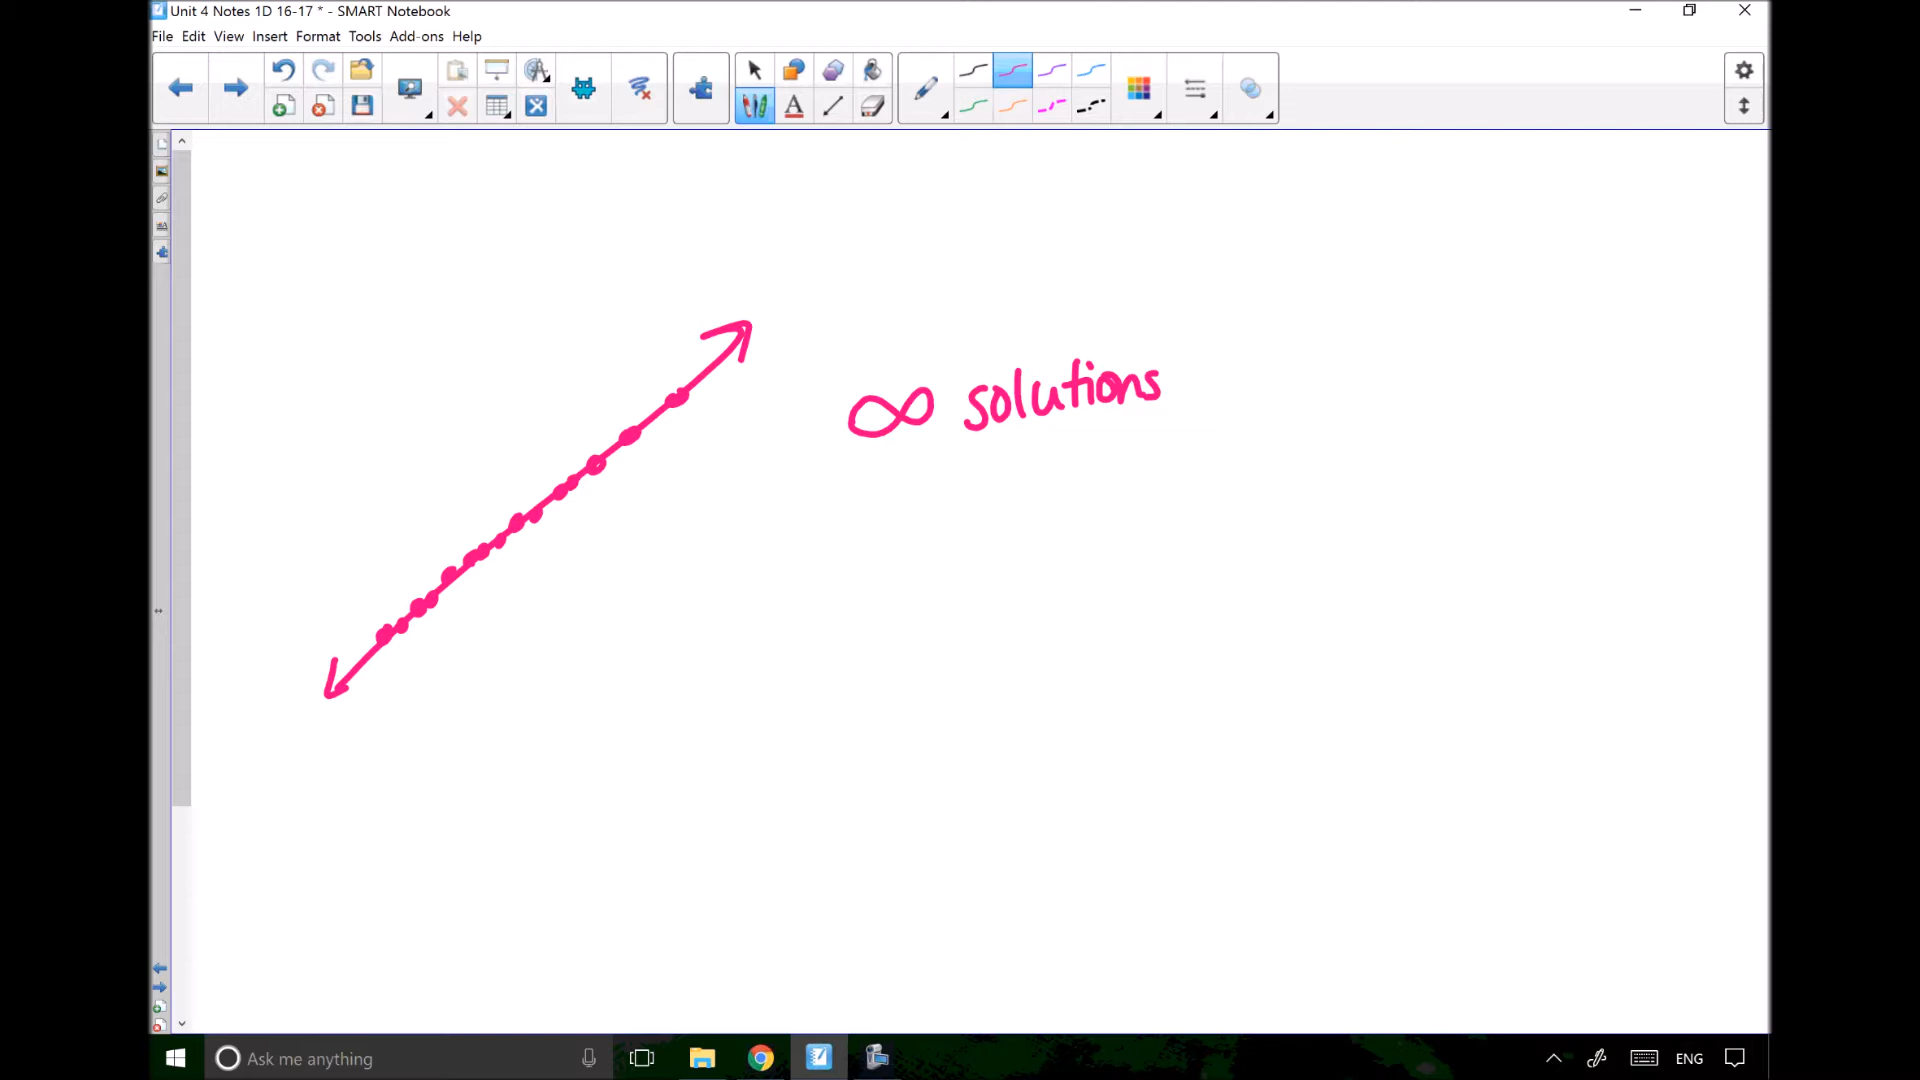 Unit 4 Notes 1D 16-17 * - SMART Notebook
File Edit View Insert Format Tools Add-ons Help
∞ solutions
Ask me anything
ENG